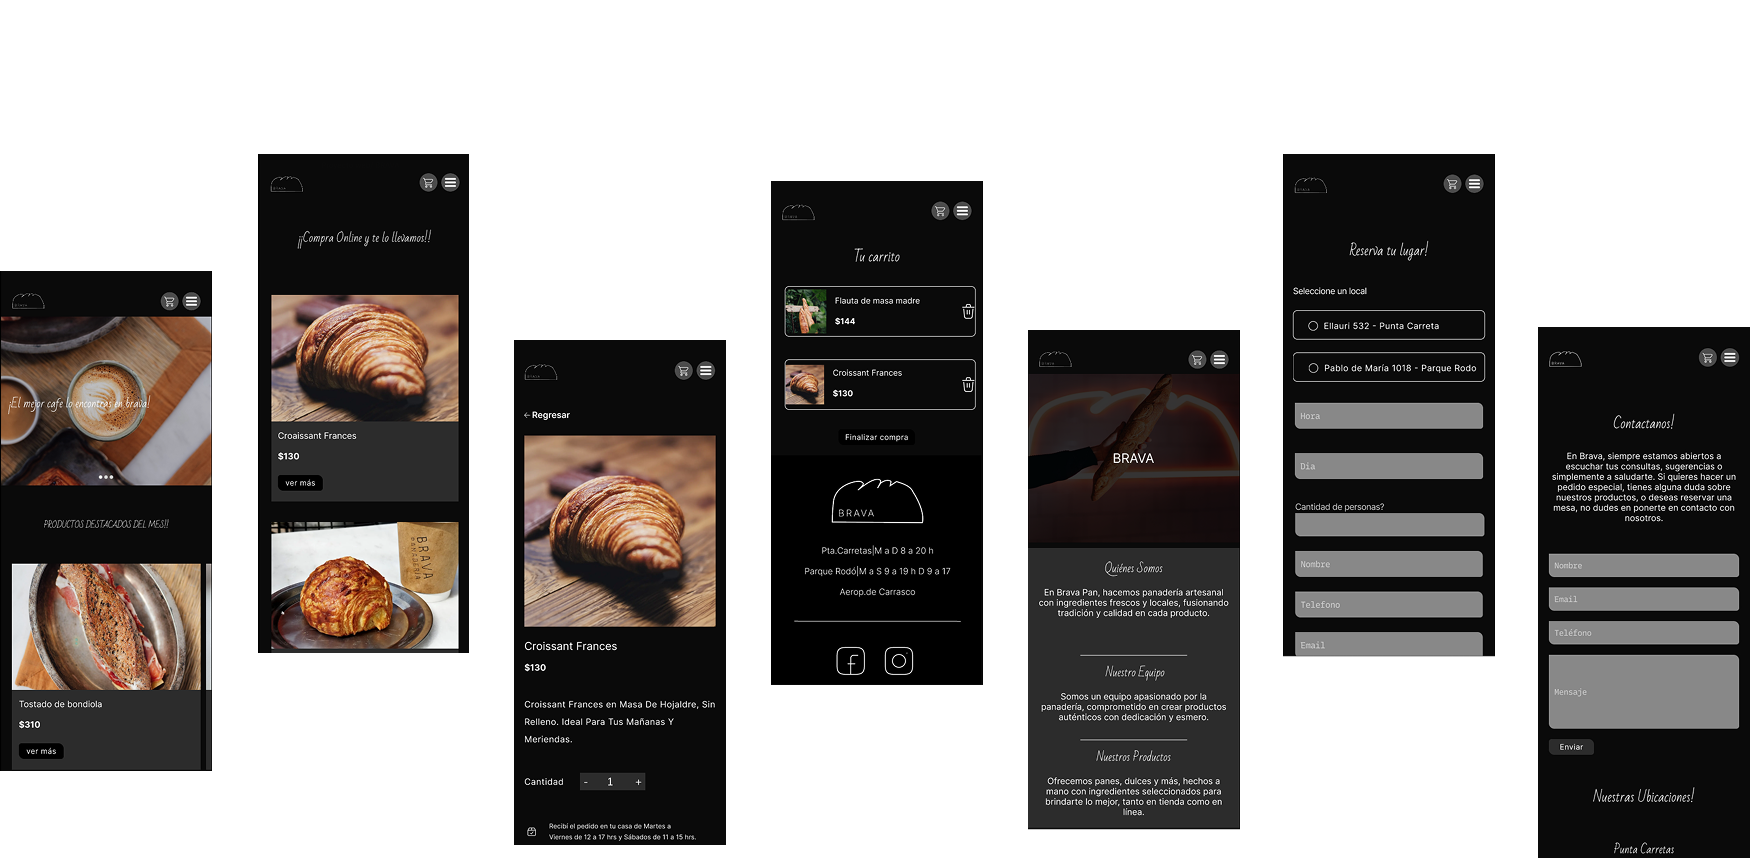 ¡El mejor cafe lo encontras en brava!
PRODUCTOS DESTACADOS DEL MES!!
Tostado de bondiola
$310
ver más
¡¡Compra Online y te lo llevamos!!
Croaissant Frances
$130
ver más
BRAVA
PANADERÍA
← Regresar
Croissant Frances
$130
Croissant Frances en Masa De Hojaldre, Sin
Relleno. Ideal Para Tus Mañanas Y
Meriendas.
Cantidad - 1 +
Recibí el pedido en tu casa de Martes a
Viernes de 12 a 17 hrs y Sábados de 11 a 15 hrs.
Tu carrito
Flauta de masa madre
$144
Croissant Frances
$130
Finalizar compra
BRAVA
Pta.Carretas|M a D 8 a 20 h
Parque Rodó|M a S 9 a 19 h D 9 a 17
Aerop.de Carrasco
BRAVA
Quiénes Somos
En Brava Pan, hacemos panadería artesanal
con ingredientes frescos y locales, fusionando
tradición y calidad en cada producto.
Nuestro Equipo
Somos un equipo apasionado por la
panadería, comprometido en crear productos
auténticos con dedicación y esmero.
Nuestros Productos
Ofrecemos panes, dulces y más, hechos a
mano con ingredientes seleccionados para
brindarte lo mejor, tanto en tienda como en
línea.
Reserva tu lugar!
Seleccione un local
Ellauri 532 - Punta Carreta
Pablo de María 1018 - Parque Rodo
Hora
Dia
Cantidad de personas?
Nombre
Telefono
Email
BRAVA
Contactanos!
En Brava, siempre estamos abiertos a
escuchar tus consultas, sugerencias o
simplemente a saludarte. Si quieres hacer un
pedido especial, tienes alguna duda sobre
nuestros productos, o deseas reservar una
mesa, no dudes en ponerte en contacto con
nosotros.
Nombre
Email
Teléfono
Mensaje
Enviar
Nuestras Ubicaciones!
Punta Carretas